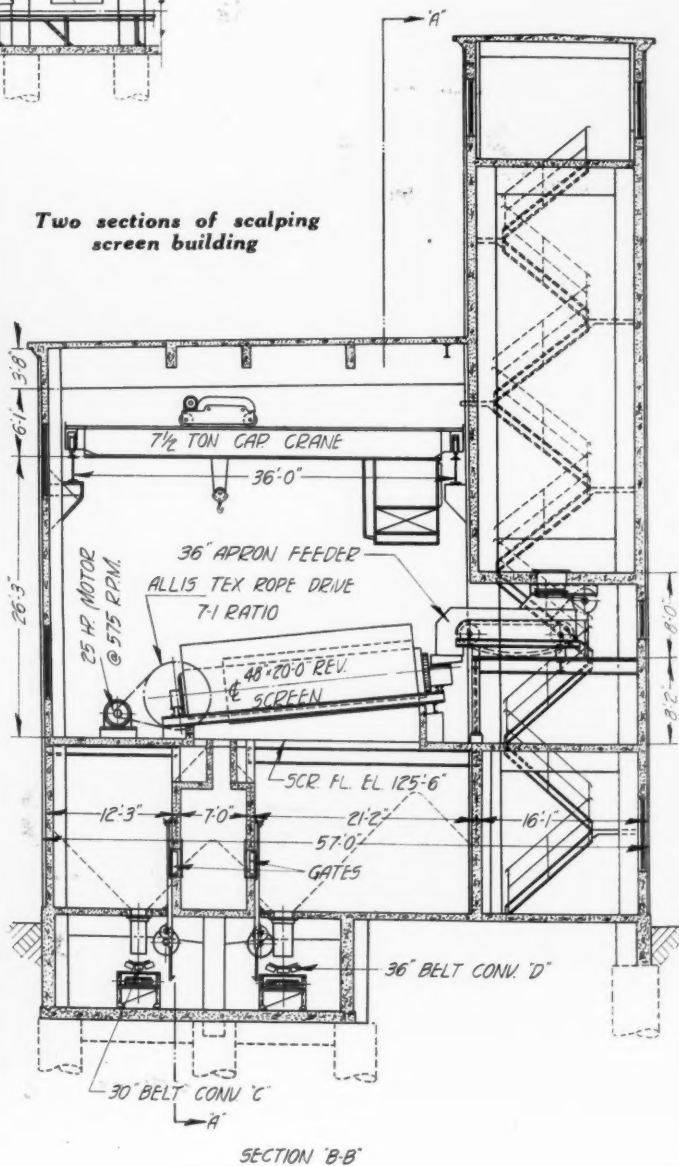 "A"
Two sections of scalping
screen building
3'-8"
6'-1"
7½ TON CAP. CRANE
36'-0"
26'-3"
36" APRON FEEDER
ALLIS TEX ROPE DRIVE
7-1 RATIO
25 HP. MOTOR
@ 575 R.P.M.
48"×20'-0 REV.
SCREEN
8'-0"
8'-2"
SCR. FL. EL. 125'-6"
12'-3"
7'-0"
21'-2"
16'-1"
57'-0"
GATES
36" BELT CONV. "D"
30" BELT CONV "C"
"A"
SECTION "B-B"